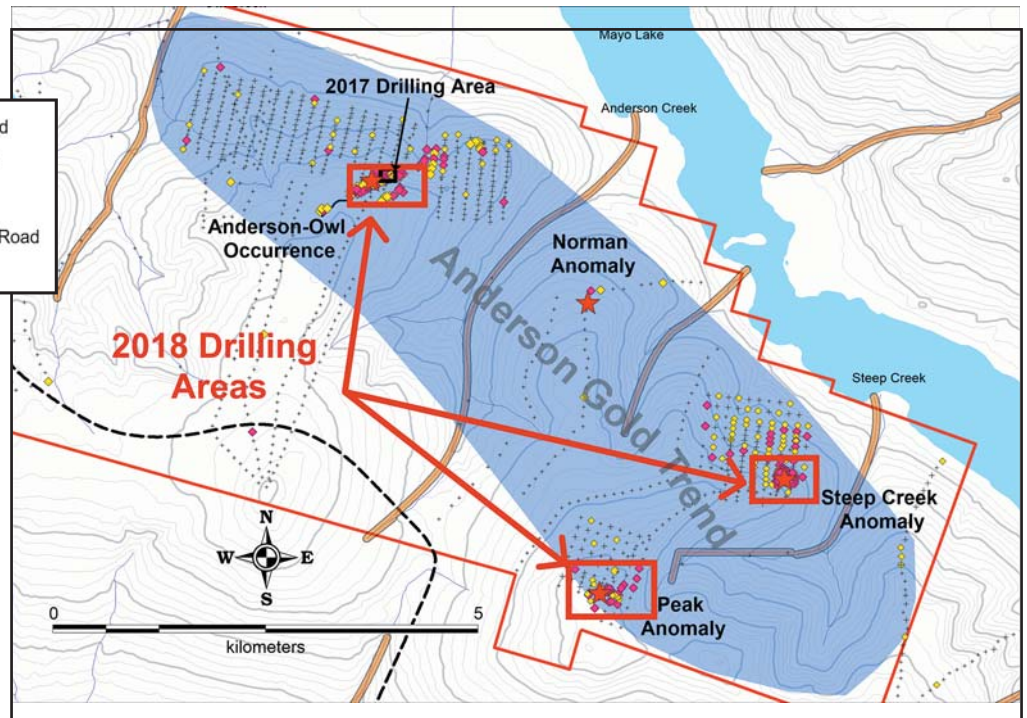 Mayo Lake
2017 Drilling Area
Anderson Creek
d
Road
Anderson-Owl
Occurrence
Norman
Anomaly
Anderson Gold Trend
2018 Drilling
Areas
Steep Creek
Steep Creek
Anomaly
N
W E
S
Peak
Anomaly
0 5
kilometers